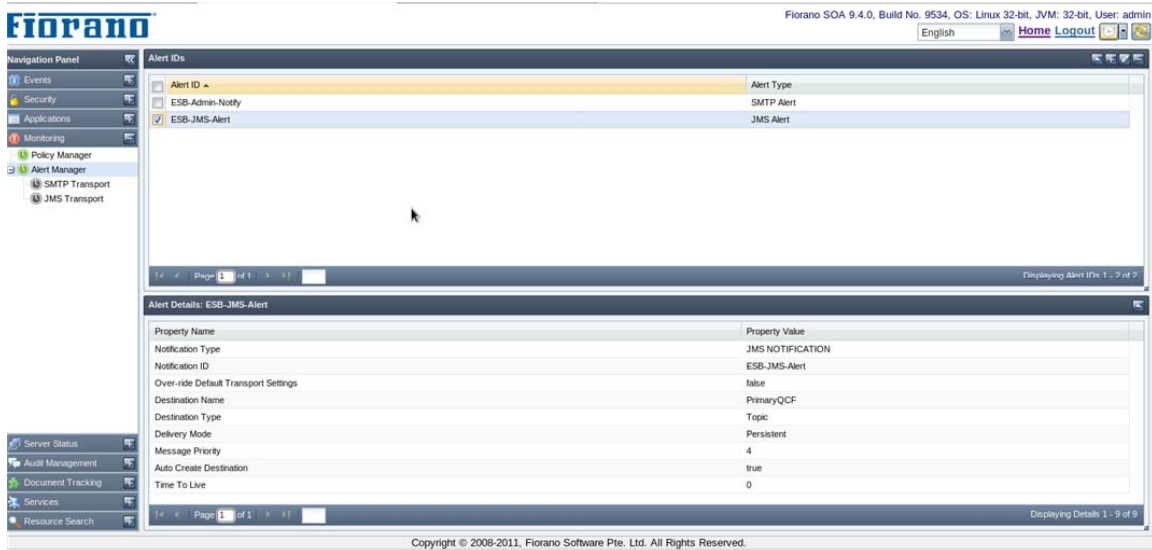 Fiorano
Fiorano SOA 9.4.0, Build No. 9534, OS: Linux 32-bit, JVM: 32-bit, User: admin
English Home Logout
Navigation Panel
Events
Security
Applications
Monitoring
Policy Manager
Alert Manager
SMTP Transport
JMS Transport
Server Status
Audit Management
Document Tracking
Services
Resource Search
Alert IDs
Alert ID Alert Type
ESB-Admin-Notify SMTP Alert
ESB-JMS-Alert JMS Alert
Page 1 of 1 Displaying Alert IDs 1 - 2 of 2
Alert Details: ESB-JMS-Alert
Property Name Property Value
Notification Type JMS NOTIFICATION
Notification ID ESB-JMS-Alert
Over-ride Default Transport Settings false
Destination Name PrimaryQCF
Destination Type Topic
Delivery Mode Persistent
Message Priority 4
Auto Create Destination true
Time To Live 0
Page 1 of 1 Displaying Details 1 - 9 of 9
Copyright © 2008-2011, Fiorano Software Pte. Ltd. All Rights Reserved.